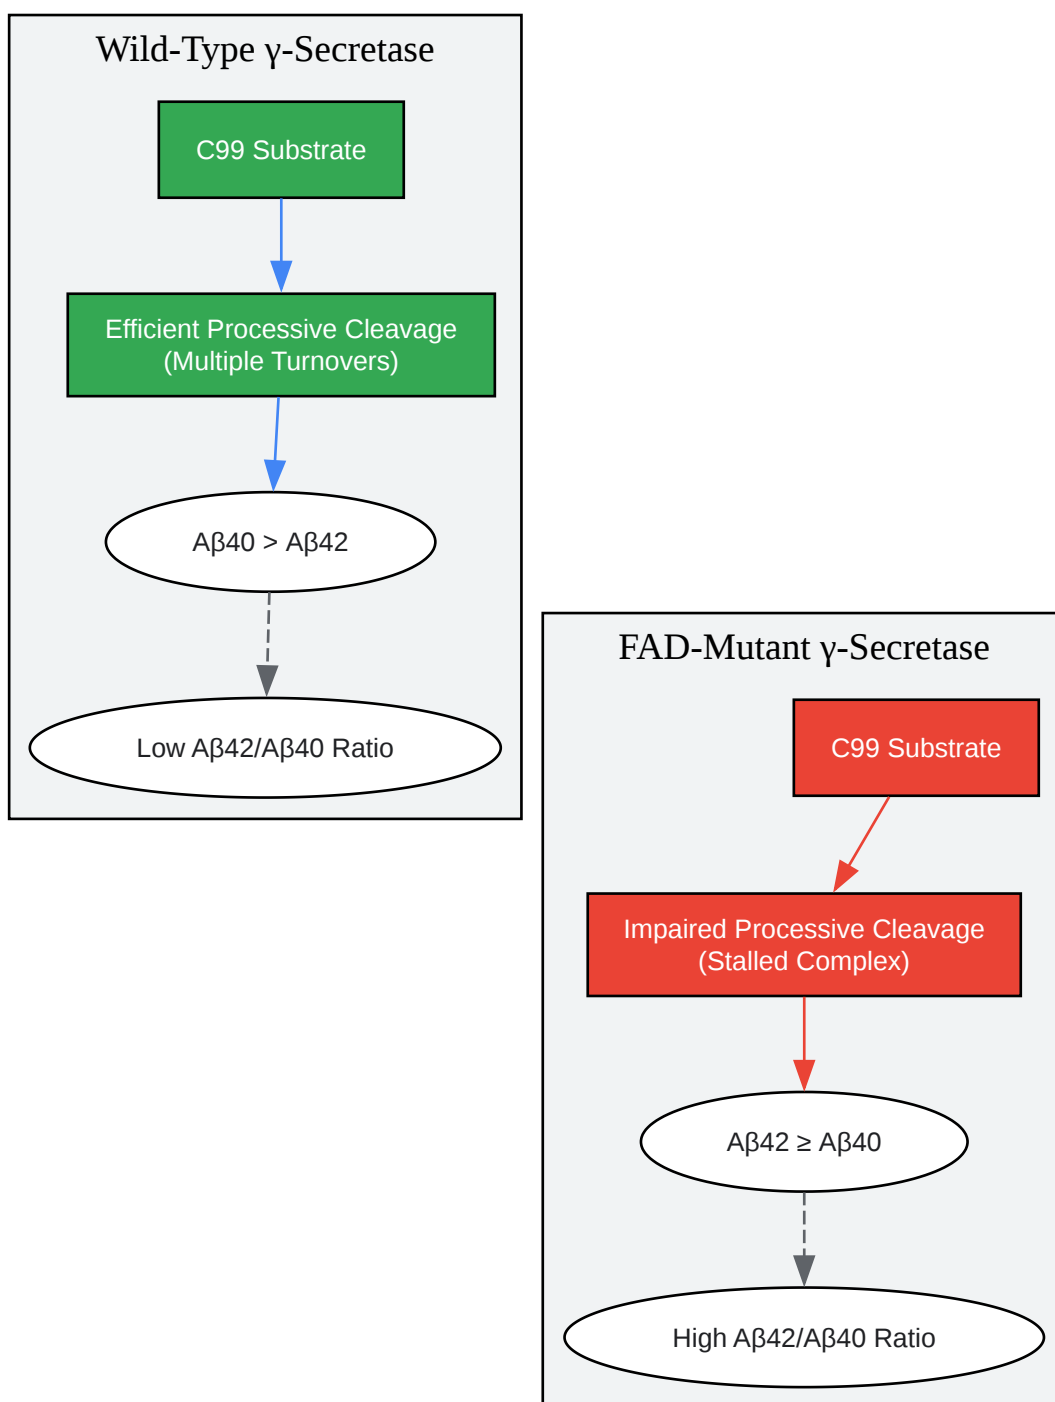 Wild-Type γ-Secretase
C99 Substrate
Efficient Processive Cleavage
(Multiple Turnovers)
Aβ40 > Aβ42
Low Aβ42/Aβ40 Ratio
FAD-Mutant γ-Secretase
C99 Substrate
Impaired Processive Cleavage
(Stalled Complex)
Aβ42 ≥ Aβ40
High Aβ42/Aβ40 Ratio